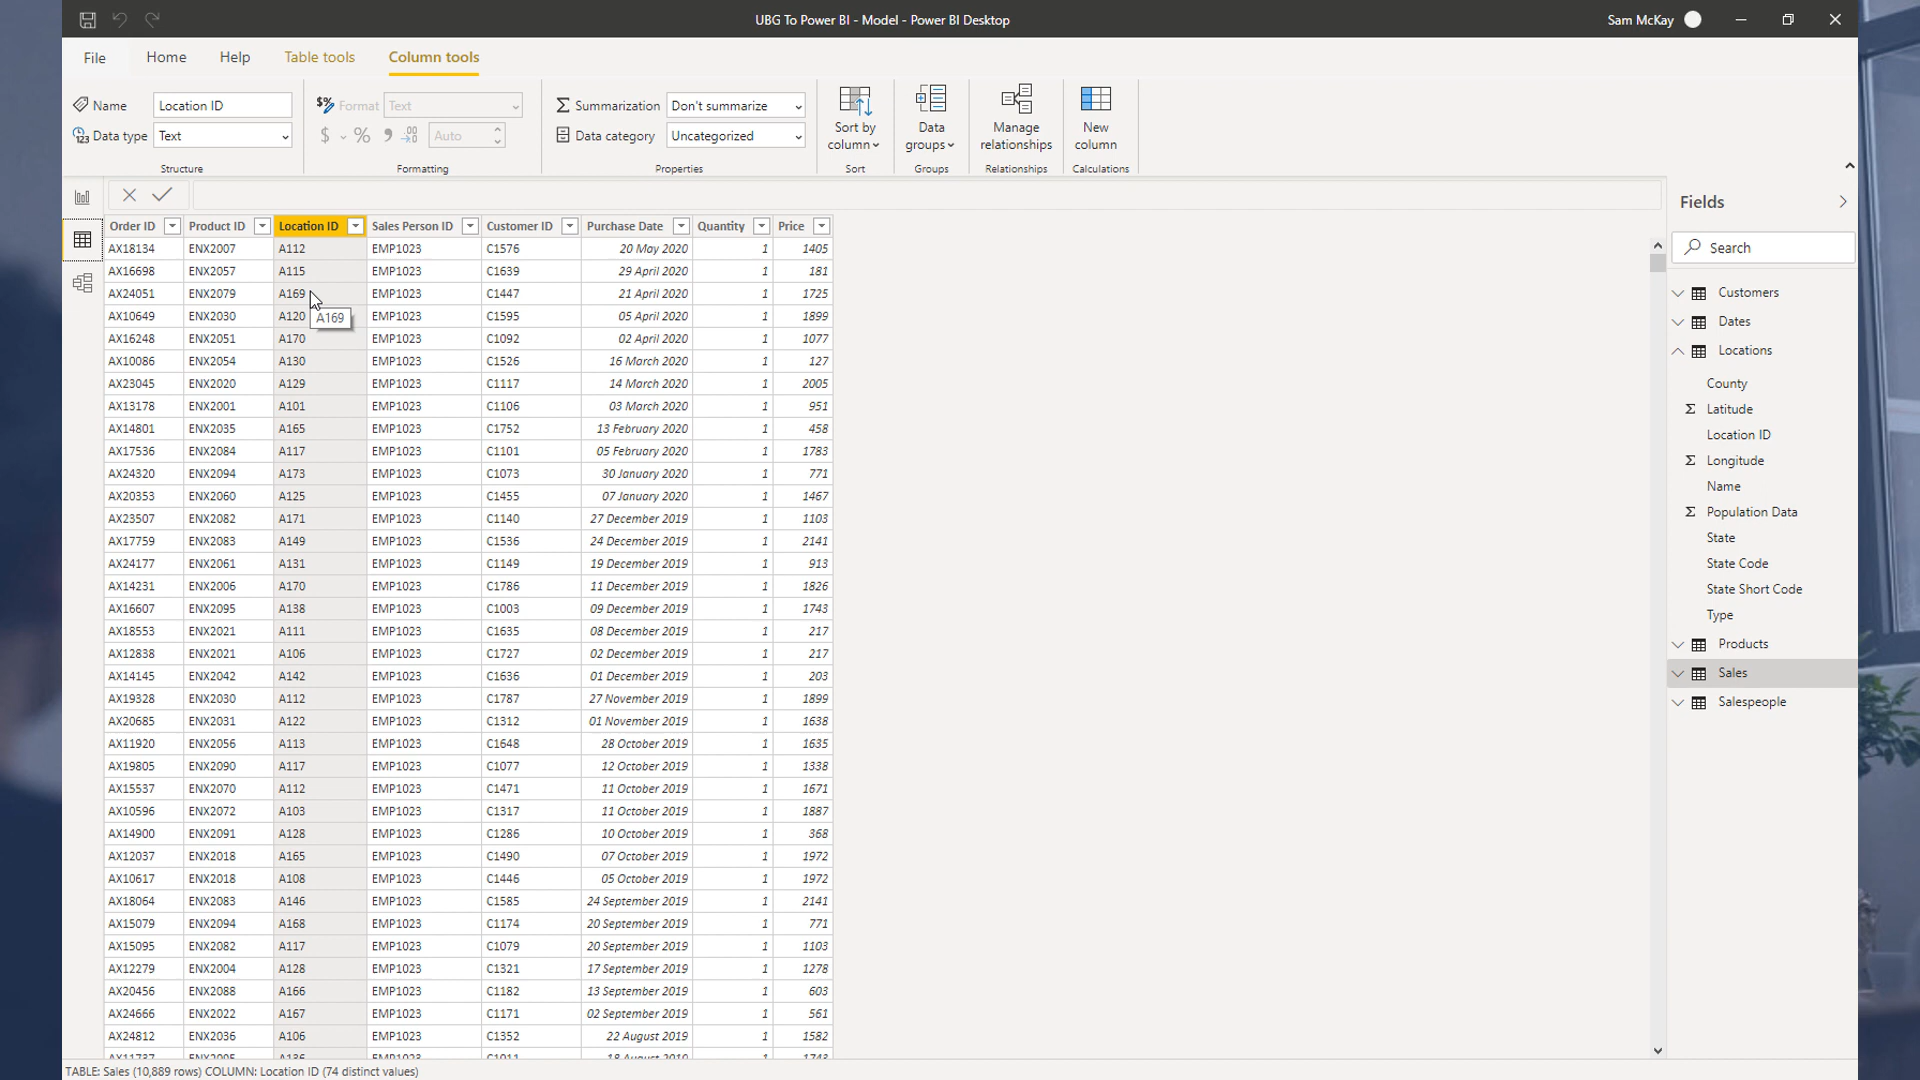 UBG To Power BI - Model - Power BI Desktop
Sam McKay
File
Home
Help
Table tools
Column tools
Name
Location ID
Data type
Text
Structure
Format
Text
Auto
Formatting
Summarization
Don't summarize
Data category
Uncategorized
Properties
Sort by
column
Sort
Data
groups
Groups
Manage
relationships
Relationships
New
column
Calculations
Order ID Product ID Location ID Sales Person ID Customer ID Purchase Date Quantity Price
AX18134 ENX2007 A112 EMP1023 C1576 20 May 2020 1 1405
AX16698 ENX2057 A115 EMP1023 C1639 29 April 2020 1 181
AX24051 ENX2079 A169 EMP1023 C1447 21 April 2020 1 1725
AX10649 ENX2030 A120 EMP1023 C1595 05 April 2020 1 1899
A169
AX16248 ENX2051 A170 EMP1023 C1092 02 April 2020 1 1077
AX10086 ENX2054 A130 EMP1023 C1526 16 March 2020 1 127
AX23045 ENX2020 A129 EMP1023 C1117 14 March 2020 1 2005
AX13178 ENX2001 A101 EMP1023 C1106 03 March 2020 1 951
AX14801 ENX2035 A165 EMP1023 C1752 13 February 2020 1 458
AX17536 ENX2084 A117 EMP1023 C1101 05 February 2020 1 1783
AX24320 ENX2094 A173 EMP1023 C1073 30 January 2020 1 771
AX20353 ENX2060 A125 EMP1023 C1455 07 January 2020 1 1467
AX23507 ENX2082 A171 EMP1023 C1140 27 December 2019 1 1103
AX17759 ENX2083 A149 EMP1023 C1536 24 December 2019 1 2141
AX24177 ENX2061 A131 EMP1023 C1149 19 December 2019 1 913
AX14231 ENX2006 A170 EMP1023 C1786 11 December 2019 1 1826
AX16607 ENX2095 A138 EMP1023 C1003 09 December 2019 1 1743
AX18553 ENX2021 A111 EMP1023 C1635 08 December 2019 1 217
AX12838 ENX2021 A106 EMP1023 C1727 02 December 2019 1 217
AX14145 ENX2042 A142 EMP1023 C1636 01 December 2019 1 203
AX19328 ENX2030 A112 EMP1023 C1787 27 November 2019 1 1899
AX20685 ENX2031 A122 EMP1023 C1312 01 November 2019 1 1638
AX11920 ENX2056 A113 EMP1023 C1648 28 October 2019 1 1635
AX19805 ENX2090 A117 EMP1023 C1077 12 October 2019 1 1338
AX15537 ENX2070 A112 EMP1023 C1471 11 October 2019 1 1671
AX10596 ENX2072 A103 EMP1023 C1317 11 October 2019 1 1887
AX14900 ENX2091 A128 EMP1023 C1286 10 October 2019 1 368
AX12037 ENX2018 A165 EMP1023 C1490 07 October 2019 1 1972
AX10617 ENX2018 A108 EMP1023 C1446 05 October 2019 1 1972
AX18064 ENX2083 A146 EMP1023 C1585 24 September 2019 1 2141
AX15079 ENX2094 A168 EMP1023 C1174 20 September 2019 1 771
AX15095 ENX2082 A117 EMP1023 C1079 20 September 2019 1 1103
AX12279 ENX2004 A128 EMP1023 C1321 17 September 2019 1 1278
AX20456 ENX2088 A166 EMP1023 C1182 13 September 2019 1 603
AX24666 ENX2022 A167 EMP1023 C1171 02 September 2019 1 561
AX24812 ENX2036 A106 EMP1023 C1352 22 August 2019 1 1582
Fields
Search
Customers
Dates
Locations
County
Latitude
Location ID
Longitude
Name
Population Data
State
State Code
State Short Code
Type
Products
Sales
Salespeople
TABLE: Sales (10,889 rows) COLUMN: Location ID (74 distinct values)